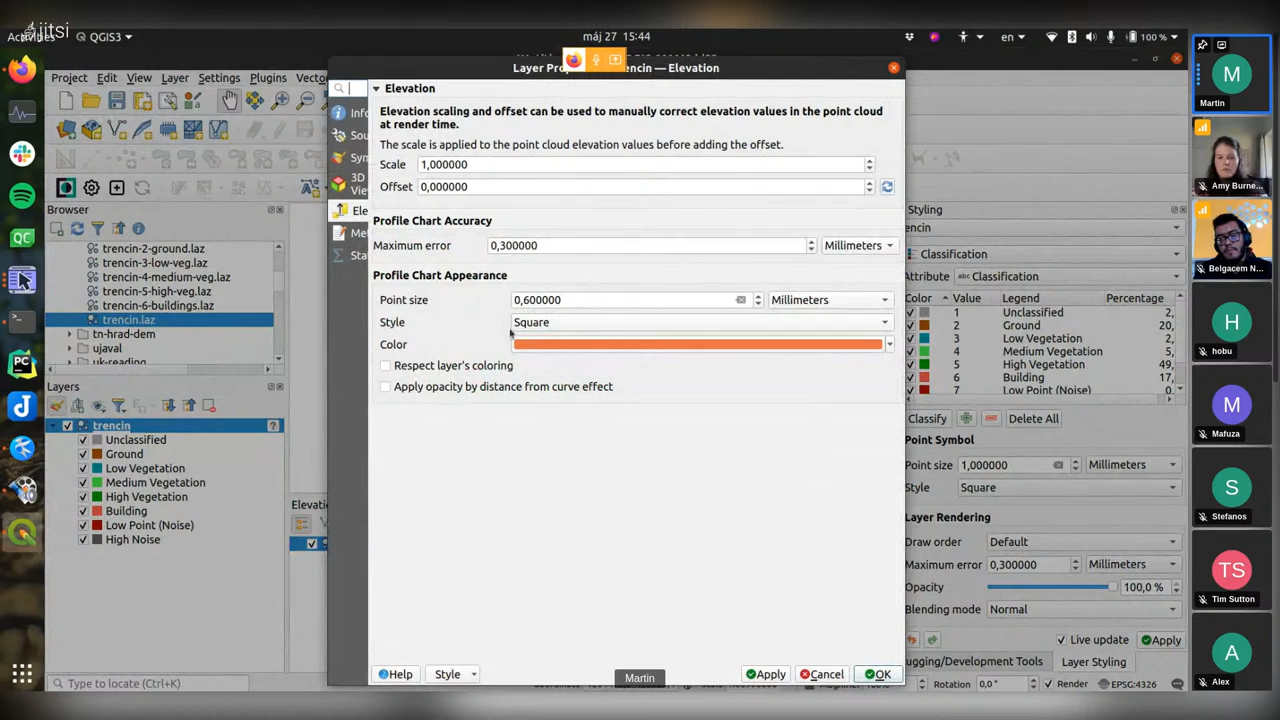 jitsi
QGIS3
máj 27 15:44
en
100 %
Elevation
Project Edit View Layer Settings Plugins
Elevation
Elevation scaling and offset can be used to manually correct elevation values in the point cloud
at render time.
The scale is applied to the point cloud elevation values before adding the offset.
Scale 1,000000
Offset 0,000000
Profile Chart Accuracy
Maximum error 0,300000 Millimeters
Profile Chart Appearance
Point size 0,600000 Millimeters
Style Square
Color
Respect layer's coloring
Apply opacity by distance from curve effect
Help
Style
Apply
Cancel
OK
Browser
trencin-2-ground.laz
trencin-3-low-veg.laz
trencin-4-medium-veg.laz
trencin-5-high-veg.laz
trencin-6-buildings.laz
trencin.laz
tn-hrad-dem
ujaval
Layers
trencin
Unclassified
Ground
Low Vegetation
Medium Vegetation
High Vegetation
Building
Low Point (Noise)
High Noise
Type to locate (Ctrl+K)
Styling
Classification
Attribute abc Classification
Color Value Legend Percentage
1 Unclassified
2 Ground 20,
3 Low Vegetation 0,
4 Medium Vegetation 5,
5 High Vegetation 46,
6 Building 17,
7 Low Point (Noise) 0,
Classify
Delete All
Point Symbol
Point size 1,000000 Millimeters
Style Square
Layer Rendering
Draw order Default
Maximum error 0,300000 Millimeters
Opacity 100,0 %
Blending mode Normal
Live update Apply
Layer Styling
Rotation 0,0 ° Render EPSG:4326
Martin
M
Martin
Amy Burne...
Belgacem N...
H
hobu
M
Mafuza
S
Stefanos
TS
Tim Sutton
A
Alex